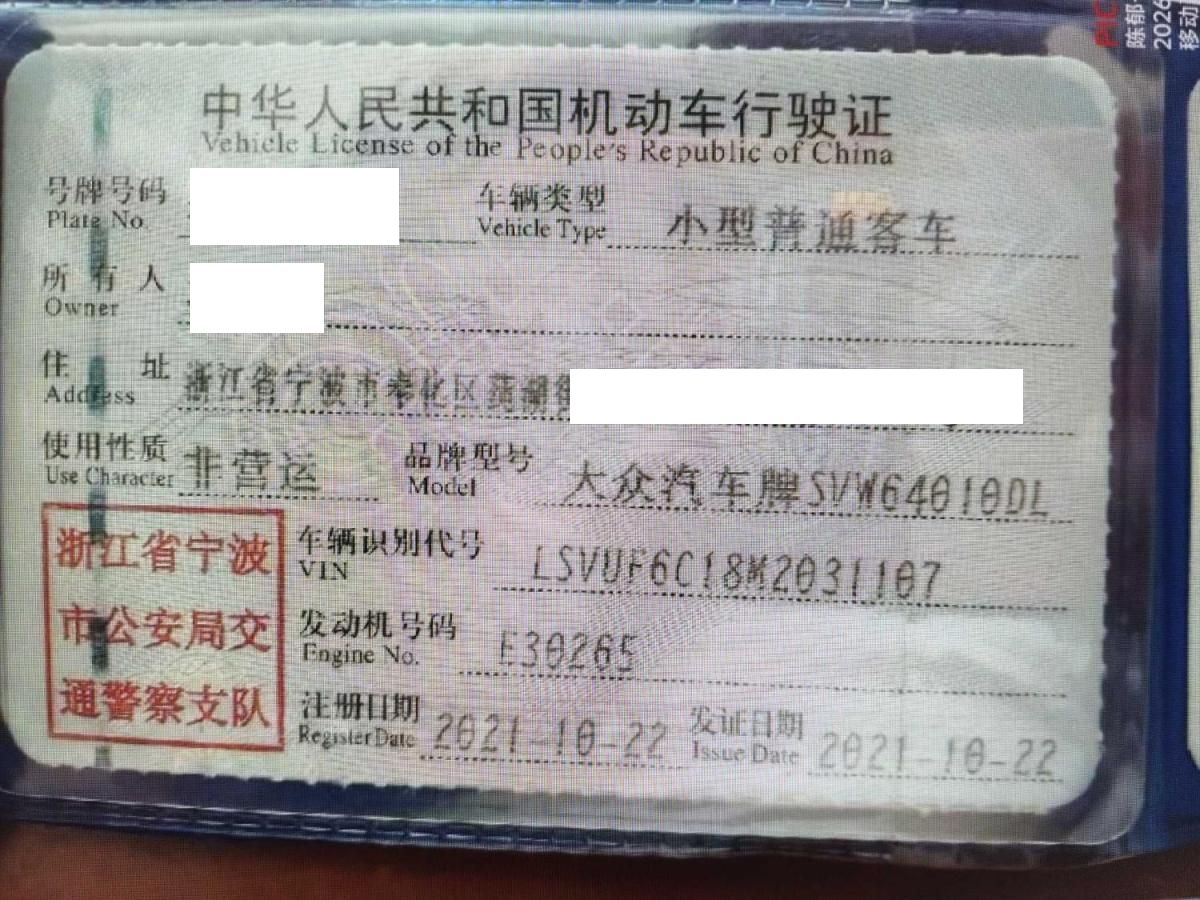 PIC
陈郁
2026
移动
中华人民共和国机动车行驶证
Vehicle License of the People's Republic of China
号牌号码 车辆类型 小型普通客车
Plate No. Vehicle Type
所有人
Owner
住址 浙江省宁波市奉化区
Address
使用性质 非营运 品牌型号 大众汽车牌SVW64010DL
Use Character Model
浙江省宁波
市公安局交
通警察支队
车辆识别代号 LSVUF6C18M2031107
VIN
发动机号码 E30265
Engine No.
注册日期 2021-10-22 发证日期 2021-10-22
Register Date Issue Date